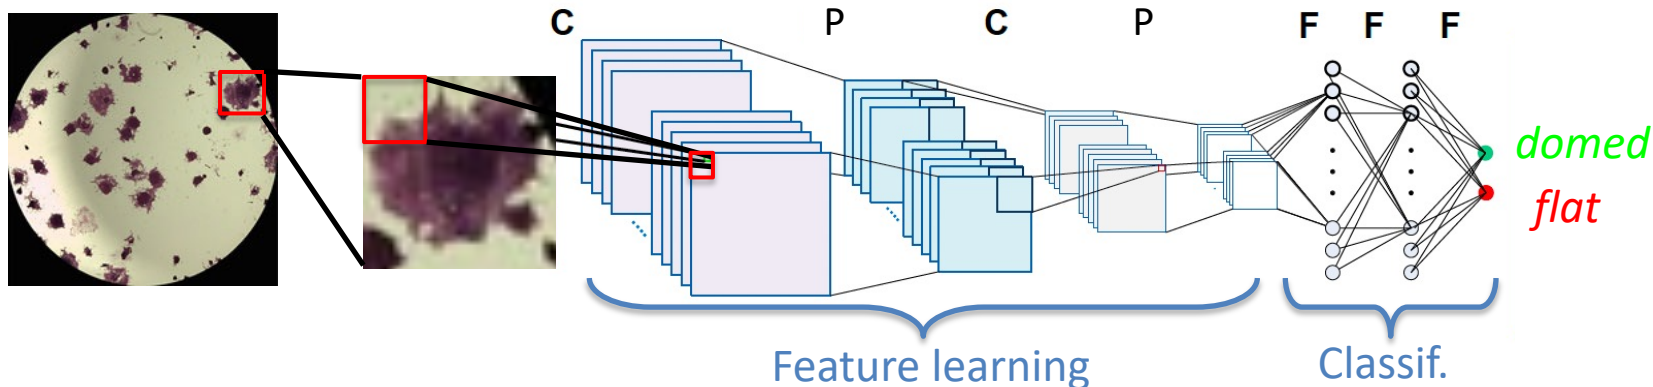 C P C P F F F
domed
flat
Feature learning
Classif.